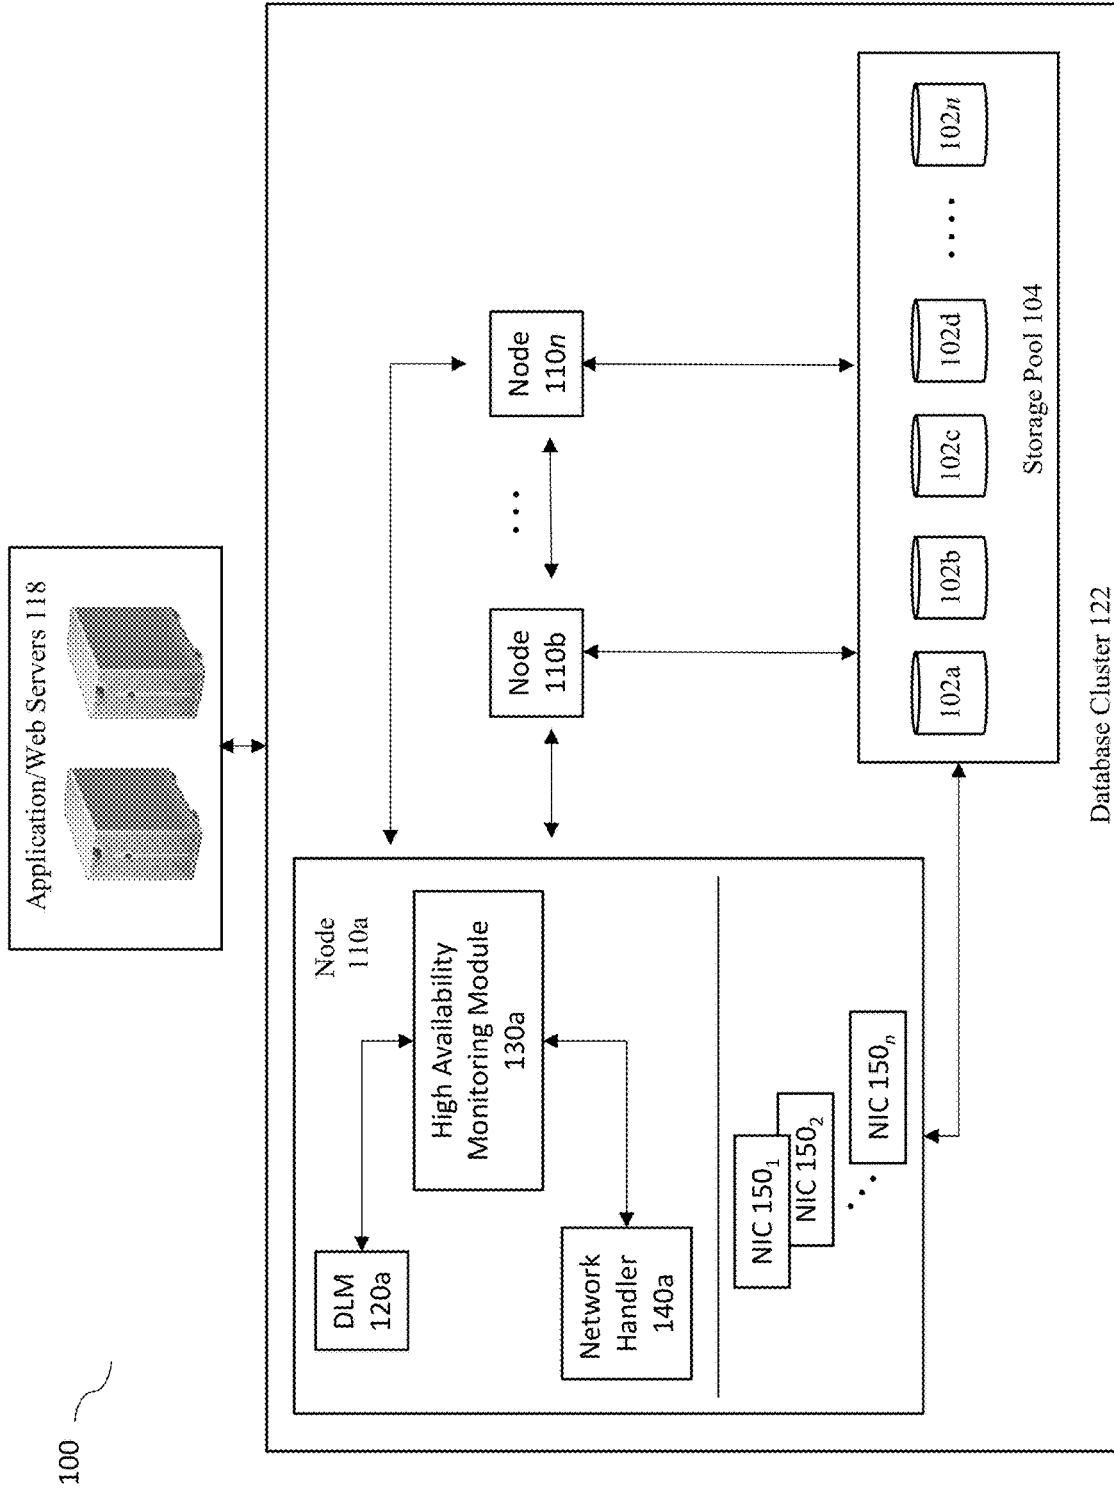 100
Application/Web Servers 118
Node
110a
DLM
120a
High Availability
Monitoring Module
130a
Network
Handler
140a
NIC 150₁
NIC 150₂
...
NIC 150ₙ
Node
110b
...
Node
110n
102a
102b
102c
102d
....
102n
Storage Pool 104
Database Cluster 122